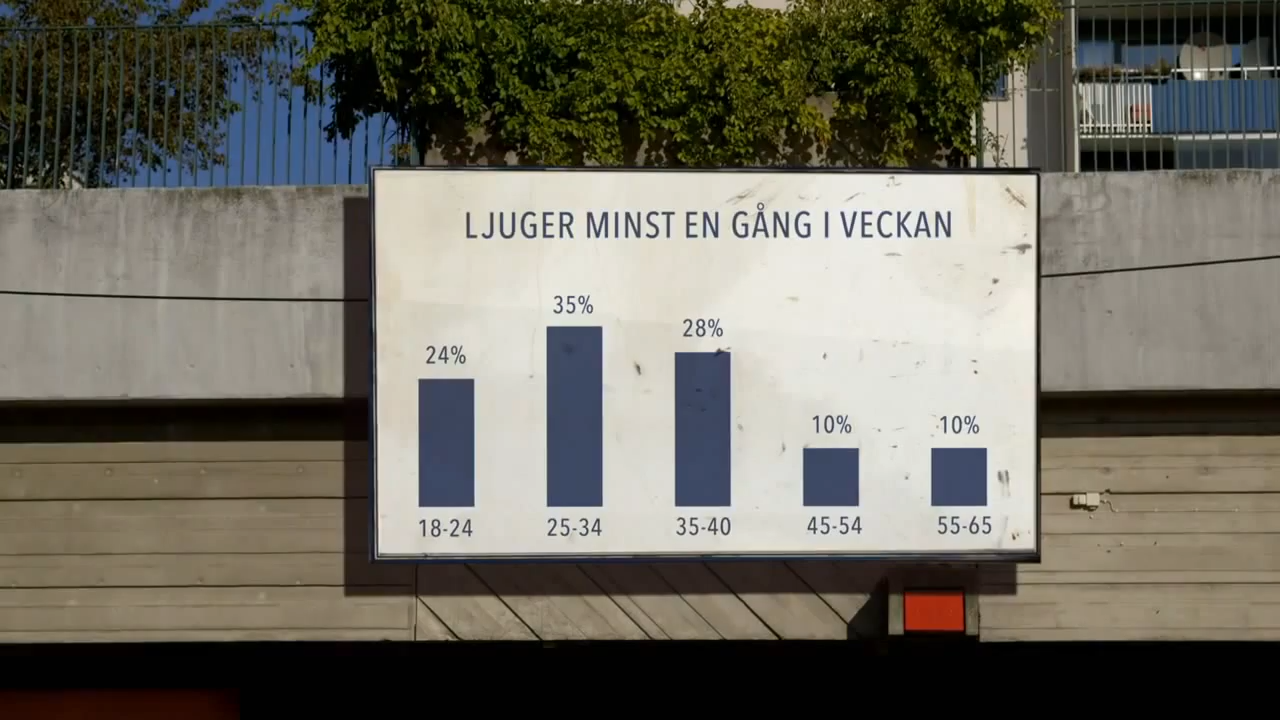 LJUGER MINST EN GÅNG I VECKAN
35%
28%
24%
10% 10%
18-24 25-34 35-40 45-54 55-65